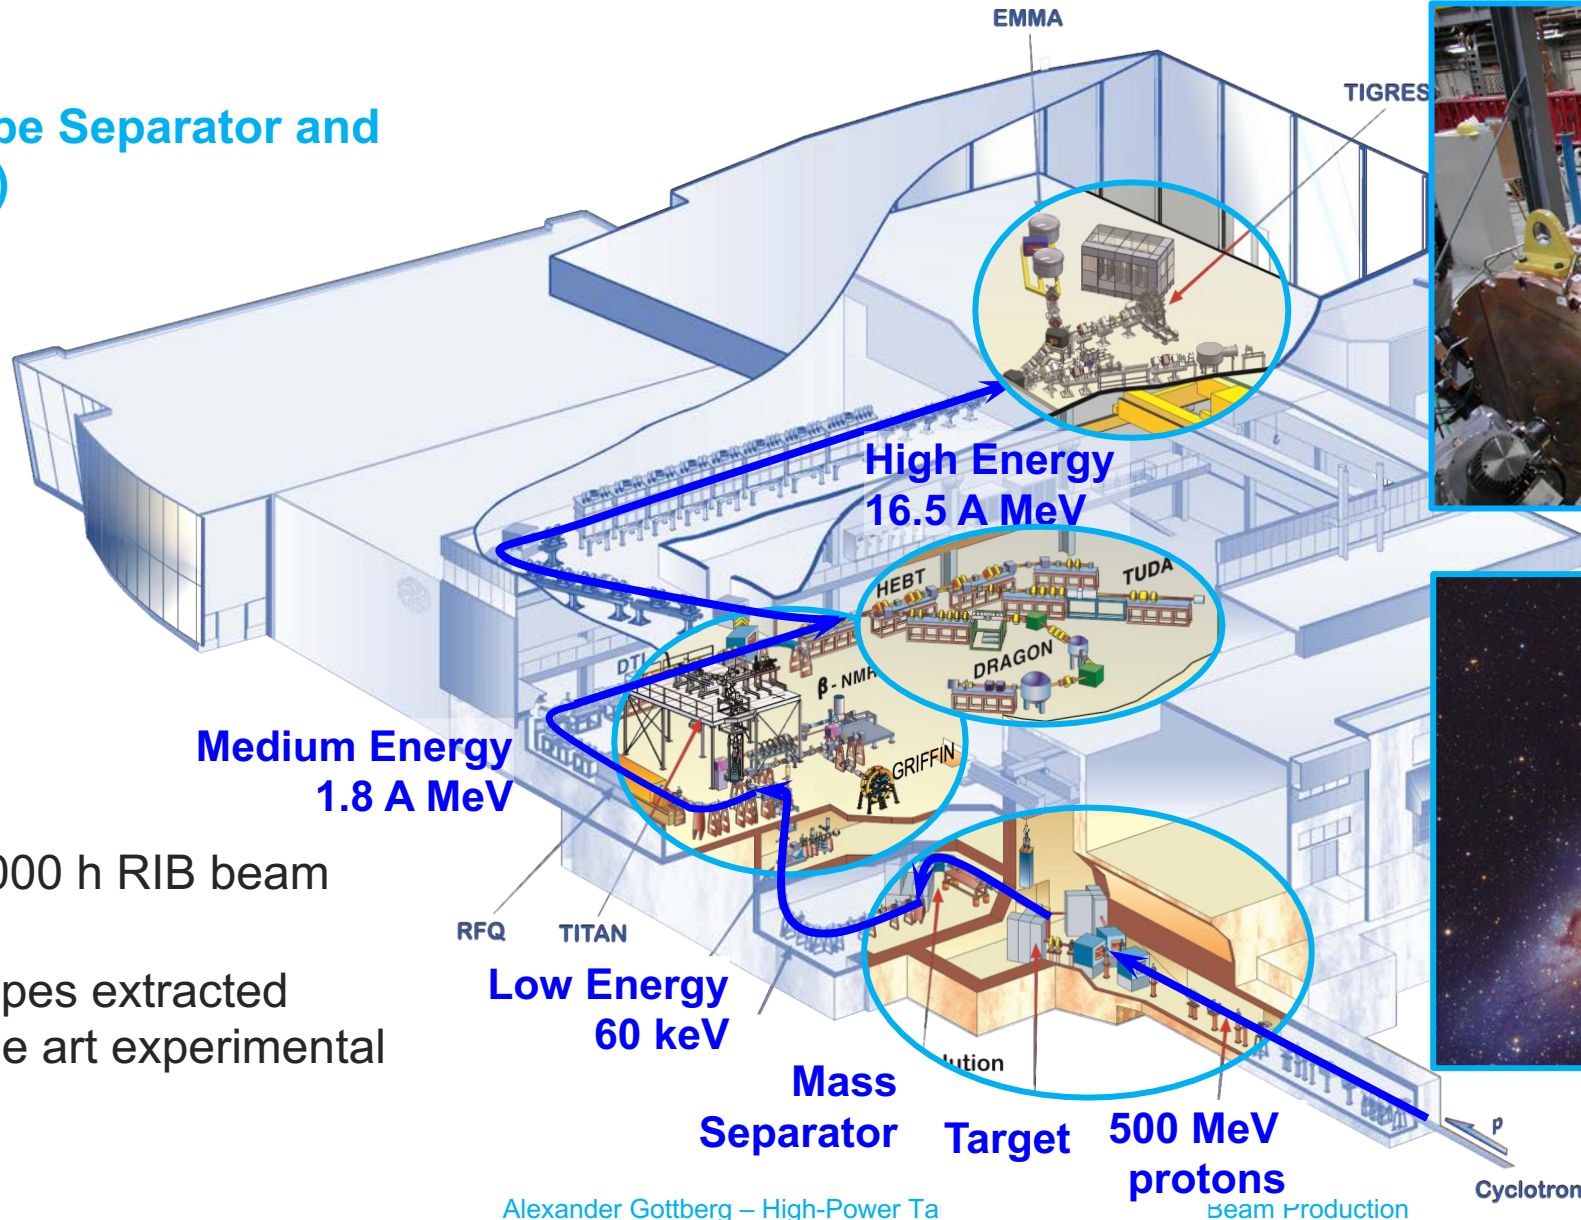 EMMA
TIGRES
pe Separator and
)
High Energy
16.5 A MeV
HEBT
TUDA
DTL
β - NMR
DRAGON
Medium Energy
1.8 A MeV
GRIFFIN
000 h RIB beam
RFQ
TITAN
pes extracted
Low Energy
60 keV
e art experimental
lution
Mass
Separator
Target
500 MeV
protons
p
Cyclotron
Alexander Gottberg – High-Power Ta
Beam Production